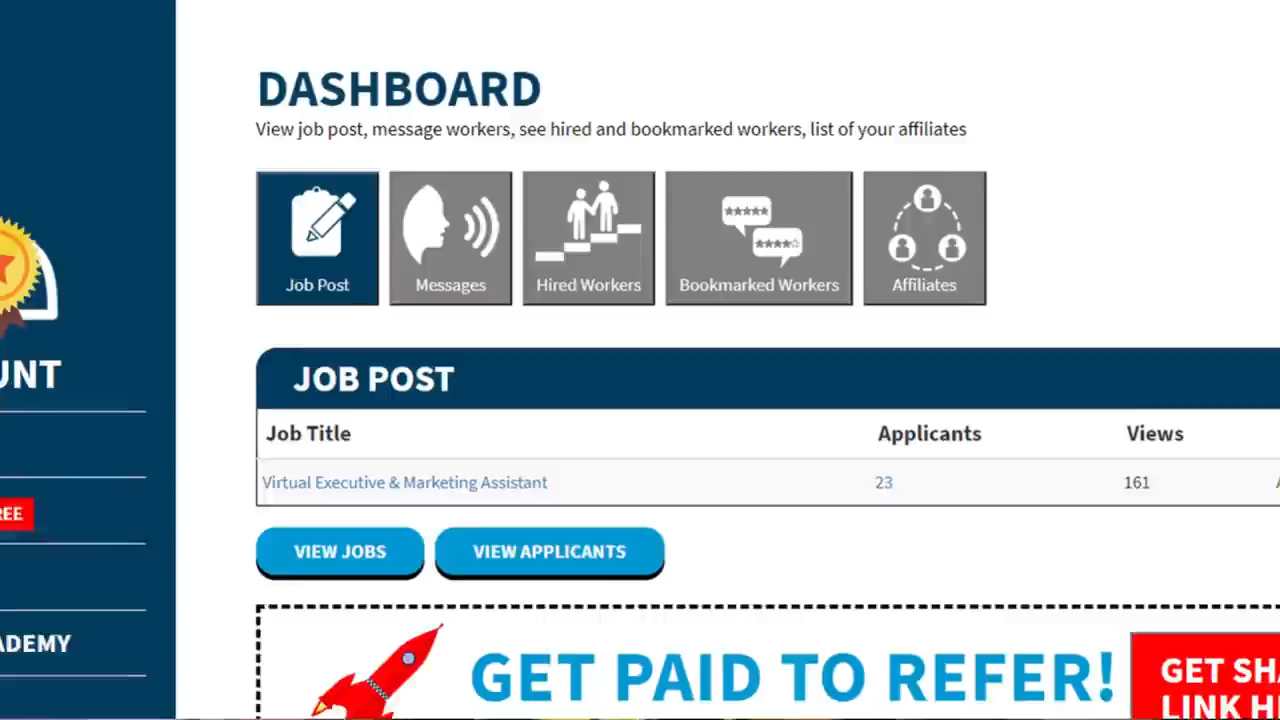 DASHBOARD
View job post, message workers, see hired and bookmarked workers, list of your affiliates
Job Post
Messages
Hired Workers
Bookmarked Workers
Affiliates
UNT
REE
ADEMY
JOB POST
Job Title Applicants Views
Virtual Executive & Marketing Assistant 23 161
VIEW JOBS
VIEW APPLICANTS
GET PAID TO REFER!
GET SHA
LINK H